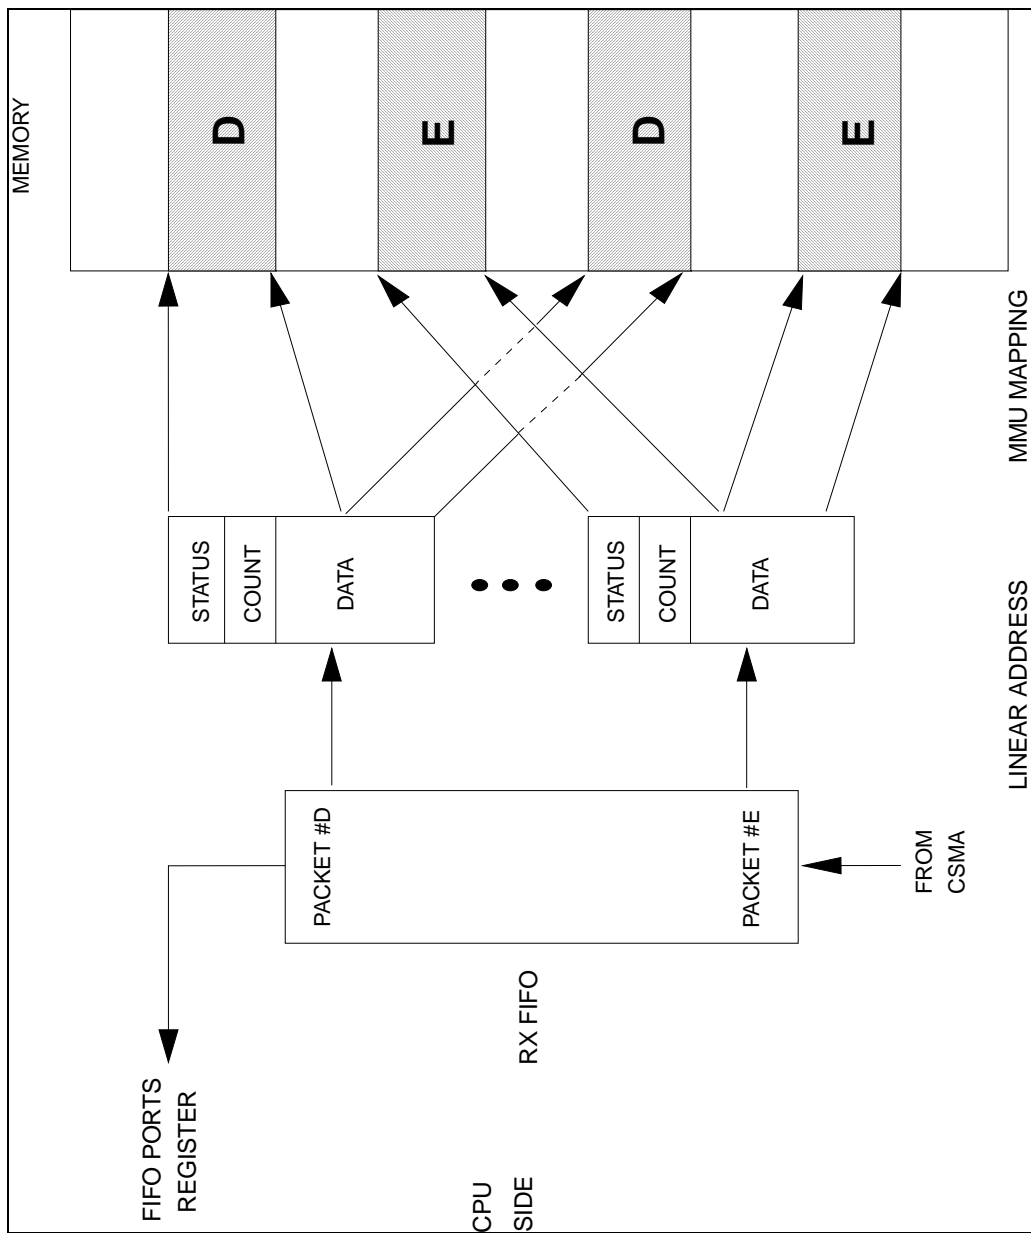 MEMORY
FIFO PORTS
REGISTER
STATUS
COUNT
DATA
D
PACKET #D
E
CPU
SIDE
RX FIFO
STATUS
COUNT
DATA
D
PACKET #E
E
FROM
CSMA
LINEAR ADDRESS
MMU MAPPING